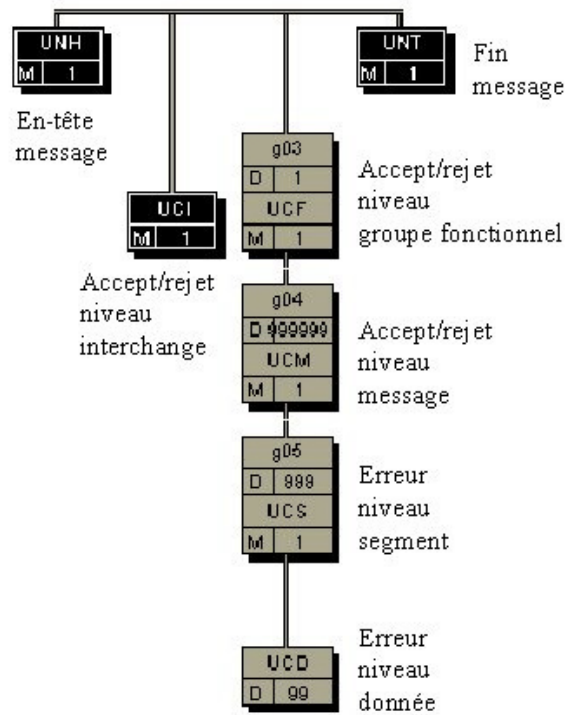 UNH
M 1
En-tête
message
UCI
M 1
Accept/rejet
niveau
interchange
g03
D 1
UCF
M 1
Accept/rejet
niveau
groupe fonctionnel
g04
D 999999
UCM
M 1
Accept/rejet
niveau
message
g05
D 999
UCS
M 1
Erreur
niveau
segment
UCD
D 99
Erreur
niveau
donnée
UNT
M 1
Fin
message